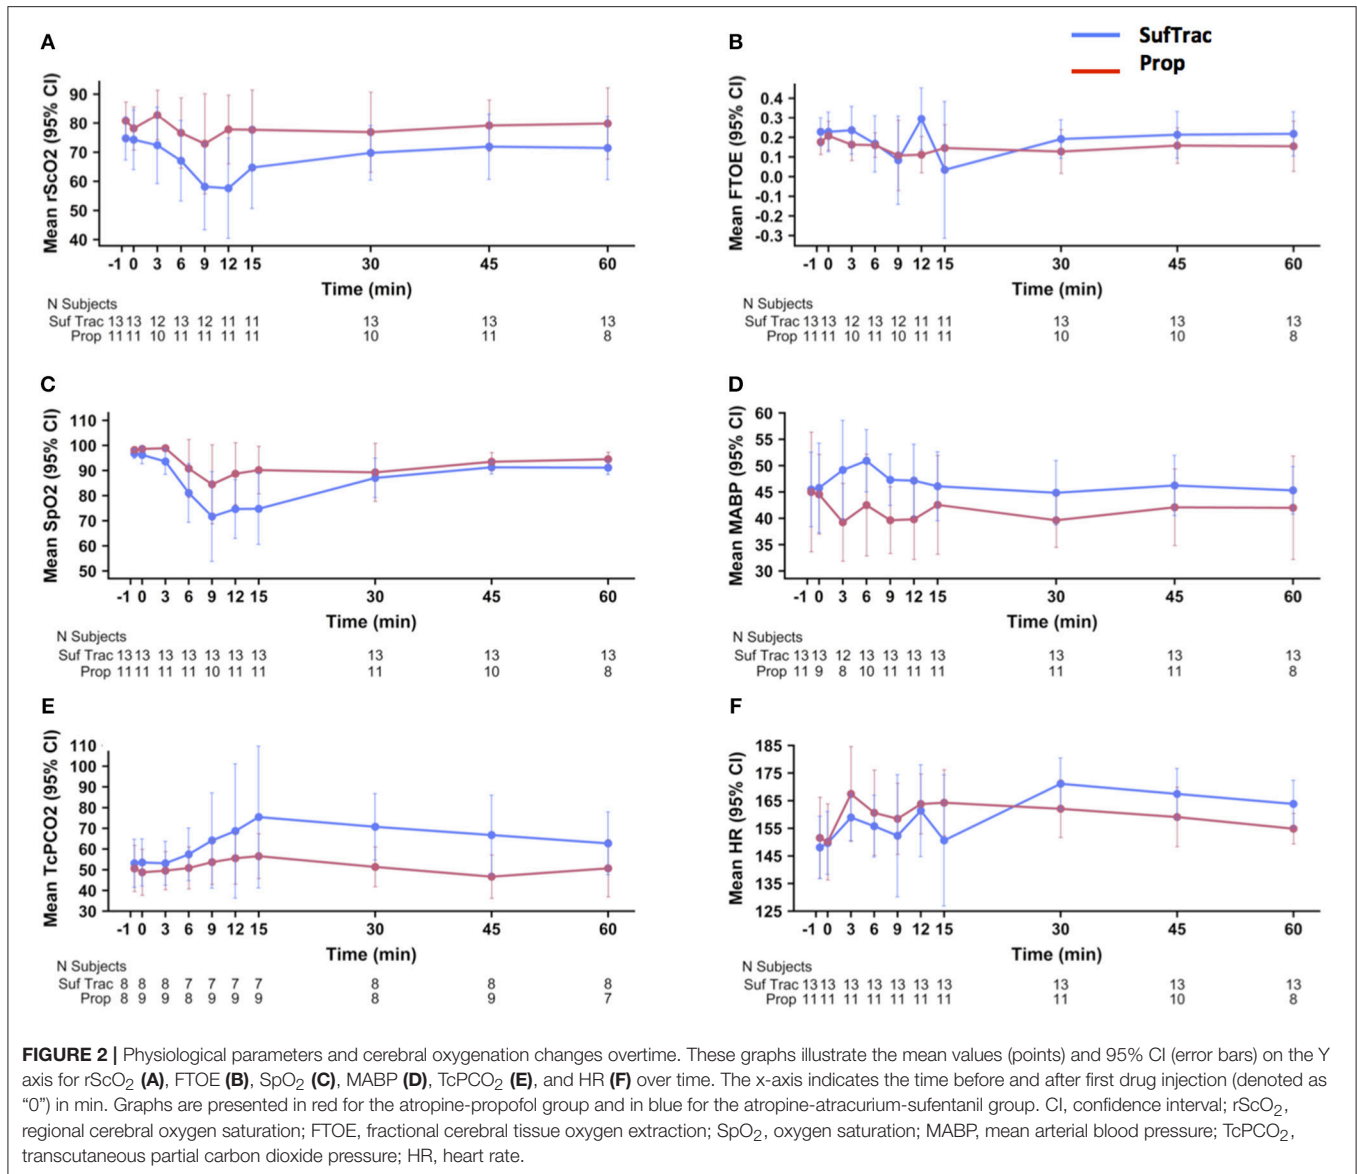 A
Mean rScO2 (95% CI)
90
80
70
60
50
40
-1 0 3 6 9 12 15 30 45 60
Time (min)
N Subjects
Suf Trac 13 13 12 13 12 11 11 13 13 13
Prop 11 11 10 11 11 11 11 10 11 8
B
SufTrac
Prop
Mean FTOE (95% CI)
0.4
0.3
0.2
0.1
0.0
-0.1
-0.2
-0.3
-1 0 3 6 9 12 15 30 45 60
Time (min)
N Subjects
Suf Trac 13 13 12 13 12 11 11 13 13 13
Prop 11 11 10 11 11 11 11 10 10 8
C
Mean SpO2 (95% CI)
110
100
90
80
70
60
50
-1 0 3 6 9 12 15 30 45 60
Time (min)
N Subjects
Suf Trac 13 13 13 13 13 13 13 13 13 13
Prop 11 11 11 11 10 11 11 11 10 8
D
Mean MABP (95% CI)
60
55
50
45
40
35
30
-1 0 3 6 9 12 15 30 45 60
Time (min)
N Subjects
Suf Trac 13 13 12 13 13 13 13 13 13 13
Prop 11 9 8 10 11 11 11 11 11 8
E
Mean TcPCO2 (95% CI)
110
90
80
70
60
50
40
30
-1 0 3 6 9 12 15 30 45 60
Time (min)
N Subjects
Suf Trac 8 8 8 7 7 7 7 8 8 8
Prop 8 9 9 8 9 9 9 8 9 7
F
Mean HR (95% CI)
185
175
165
155
145
135
125
-1 0 3 6 9 12 15 30 45 60
Time (min)
N Subjects
Suf Trac 13 13 13 13 13 13 13 13 13 13
Prop 11 11 11 11 11 11 11 11 10 8
FIGURE 2 | Physiological parameters and cerebral oxygenation changes overtime. These graphs illustrate the mean values (points) and 95% CI (error bars) on the Y
axis for rScO2 (A), FTOE (B), SpO2 (C), MABP (D), TcPCO2 (E), and HR (F) over time. The x-axis indicates the time before and after first drug injection (denoted as
“0”) in min. Graphs are presented in red for the atropine-propofol group and in blue for the atropine-atracurium-sufentanil group. CI, confidence interval; rScO2,
regional cerebral oxygen saturation; FTOE, fractional cerebral tissue oxygen extraction; SpO2, oxygen saturation; MABP, mean arterial blood pressure; TcPCO2,
transcutaneous partial carbon dioxide pressure; HR, heart rate.